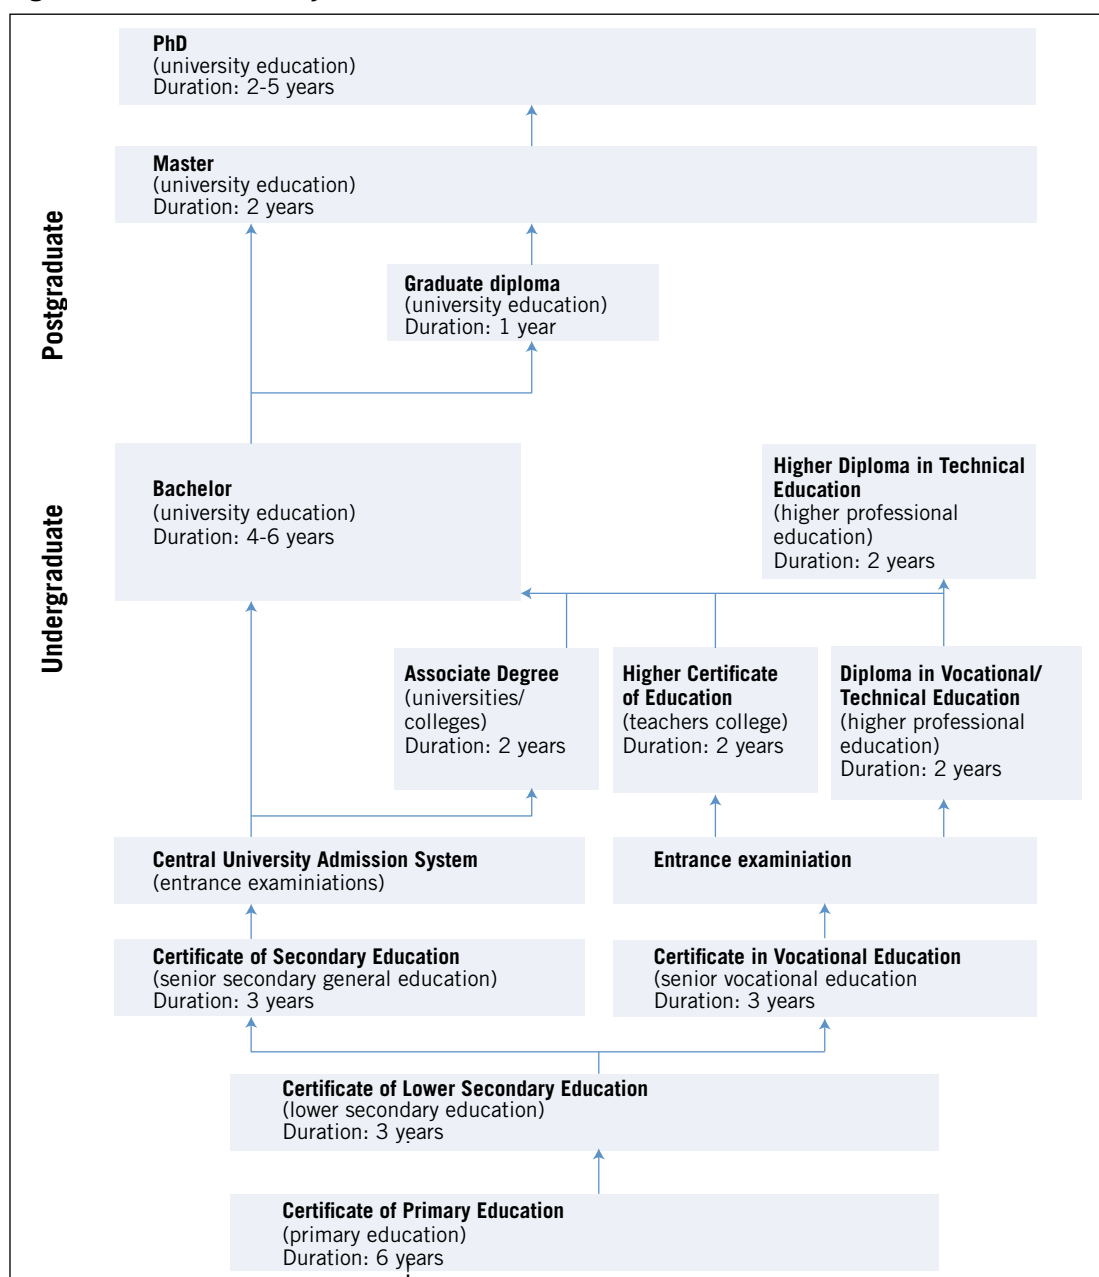 PhD
(university education)
Duration: 2-5 years
Master
(university education)
Duration: 2 years
Postgraduate
Graduate diploma
(university education)
Duration: 1 year
Undergraduate
Bachelor
(university education)
Duration: 4-6 years
Higher Diploma in Technical
Education
(higher professional
education)
Duration: 2 years
Associate Degree
(universities/
colleges)
Duration: 2 years
Higher Certificate
of Education
(teachers college)
Duration: 2 years
Diploma in Vocational/
Technical Education
(higher professional
education)
Duration: 2 years
Central University Admission System
(entrance examiniations)
Entrance examiniation
Certificate of Secondary Education
(senior secondary general education)
Duration: 3 years
Certificate in Vocational Education
(senior vocational education
Duration: 3 years
Certificate of Lower Secondary Education
(lower secondary education)
Duration: 3 years
Certificate of Primary Education
(primary education)
Duration: 6 years